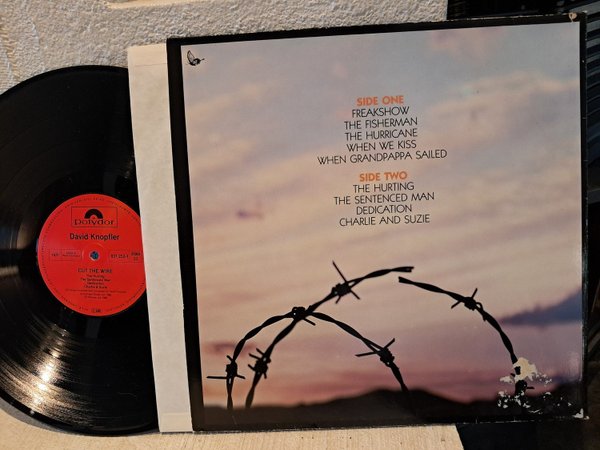 SIDE ONE
FREAKSHOW
THE FISHERMAN
THE HURRICANE
WHEN WE KISS
WHEN GRANDPAPPA SAILED
SIDE TWO
THE HURTING
THE SENTENCED MAN
DEDICATION
CHARLIE AND SUZIE
polydor
David Knopfler
CUT THE WIRE
The Hurting
The Sentenced Man
Dedication
Charlie & Suzie